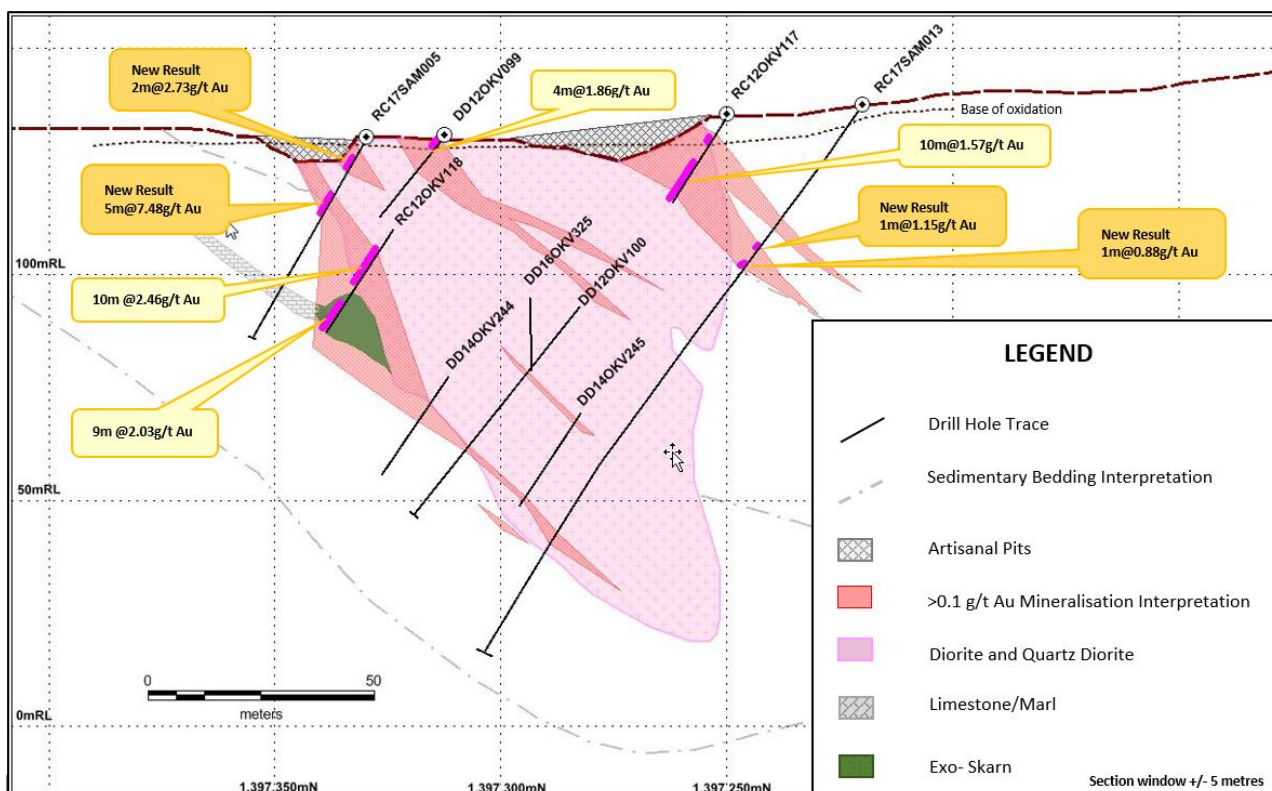 New Result
2m@2.73g/t Au
RC17SAM005
DD12OKV099
4m@1.86g/t Au
RC12OKV117
RC17SAM013
Base of oxidation
10m@1.57g/t Au
New Result
5m@7.48g/t Au
RC12OKV118
New Result
1m@1.15g/t Au
New Result
1m@0.88g/t Au
DD16OKV325
DD12OKV100
100mRL
10m @2.46g/t Au
DD14OKV244
DD14OKV245
9m @2.03g/t Au
50mRL
0
50
meters
0mRL
1,397,350mN
1,397,300mN
1,397,250mN
LEGEND
Drill Hole Trace
Sedimentary Bedding Interpretation
Artisanal Pits
>0.1 g/t Au Mineralisation Interpretation
Diorite and Quartz Diorite
Limestone/Marl
Exo- Skarn
Section window +/- 5 metres